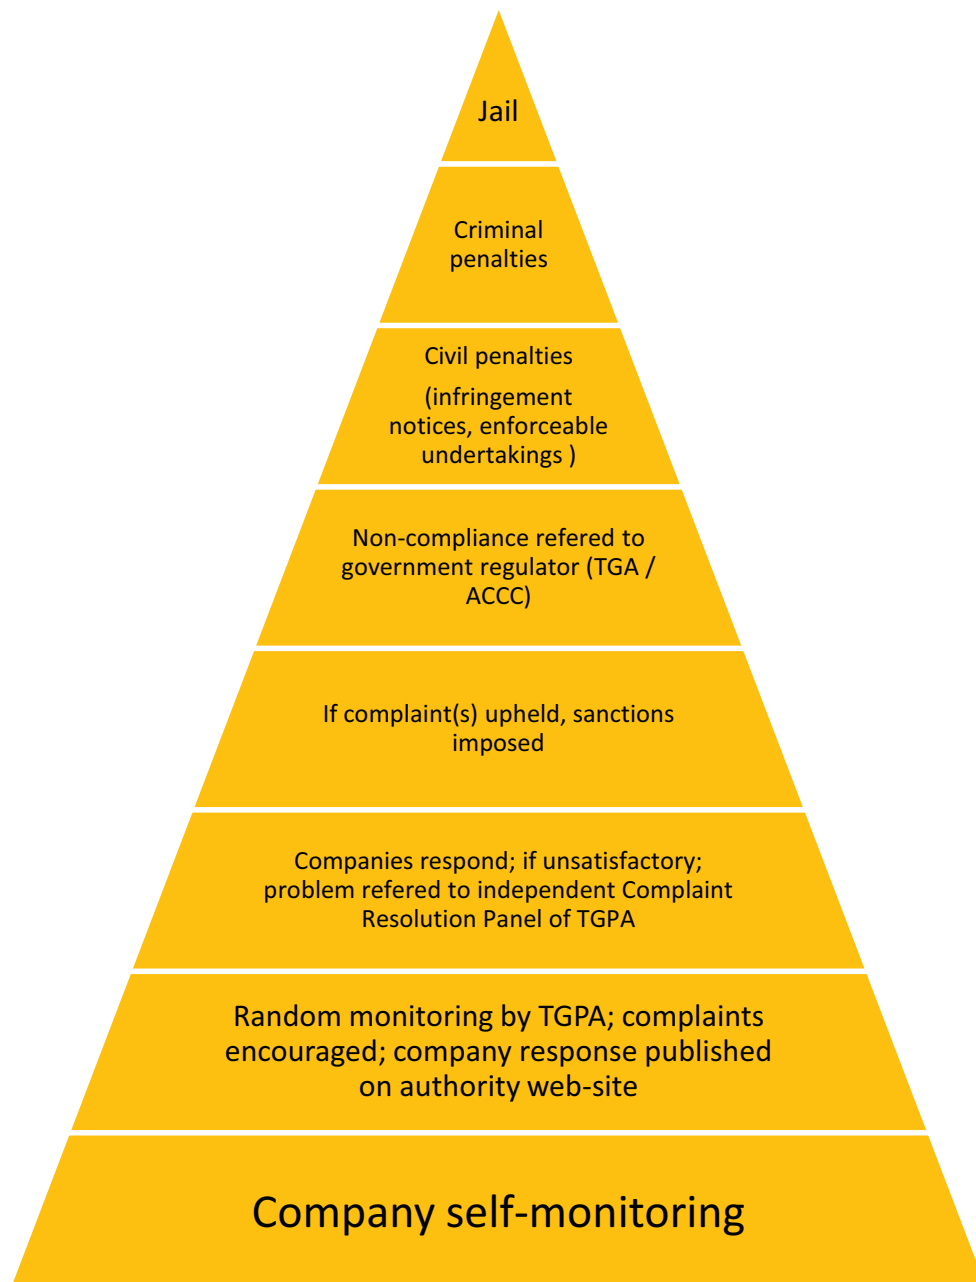 Jail
Criminal
penalties
Civil penalties
(infringement
notices, enforceable
undertakings )
Non-compliance refered to
government regulator (TGA /
ACCC)
If complaint(s) upheld, sanctions
imposed
Companies respond; if unsatisfactory;
problem refered to independent Complaint
Resolution Panel of TGPA
Random monitoring by TGPA; complaints
encouraged; company response published
on authority web-site
Company self-monitoring